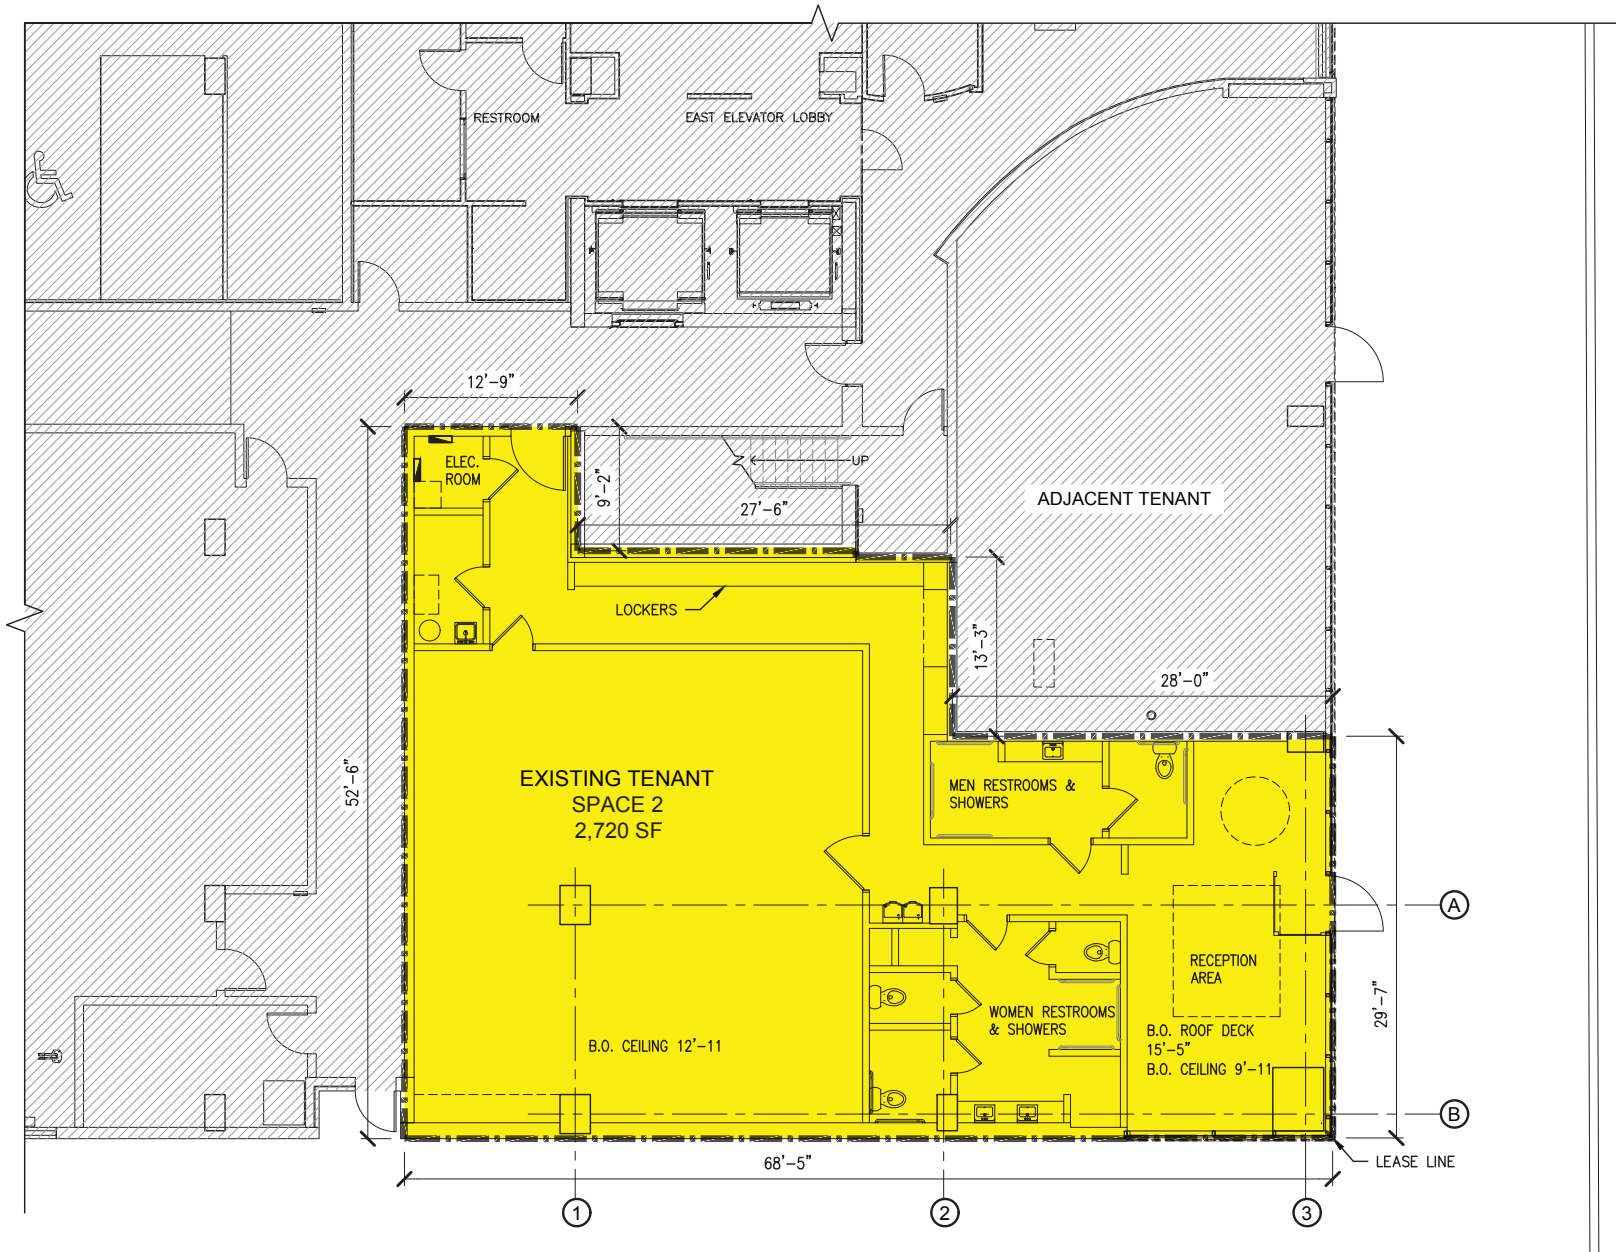 RESTROOM
EAST ELEVATOR LOBBY
12'-9"
ELEC.
ROOM
UP
9'-2"
27'-6"
ADJACENT TENANT
LOCKERS
13'-3"
28'-0"
52'-6"
EXISTING TENANT
SPACE 2
2,720 SF
MEN RESTROOMS &
SHOWERS
A
RECEPTION
AREA
WOMEN RESTROOMS
& SHOWERS
29'-7"
B.O. ROOF DECK
15'-5"
B.O. CEILING 9'-11
B.O. CEILING 12'-11
B
LEASE LINE
68'-5"
1
2
3